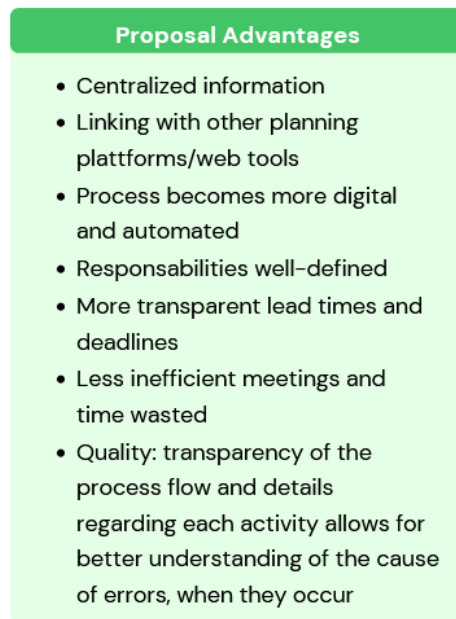 Proposal Advantages
• Centralized information
• Linking with other planning
plattforms/web tools
• Process becomes more digital
and automated
• Responsabilities well-defined
• More transparent lead times and
deadlines
• Less inefficient meetings and
time wasted
• Quality: transparency of the
process flow and details
regarding each activity allows for
better understanding of the cause
of errors, when they occur